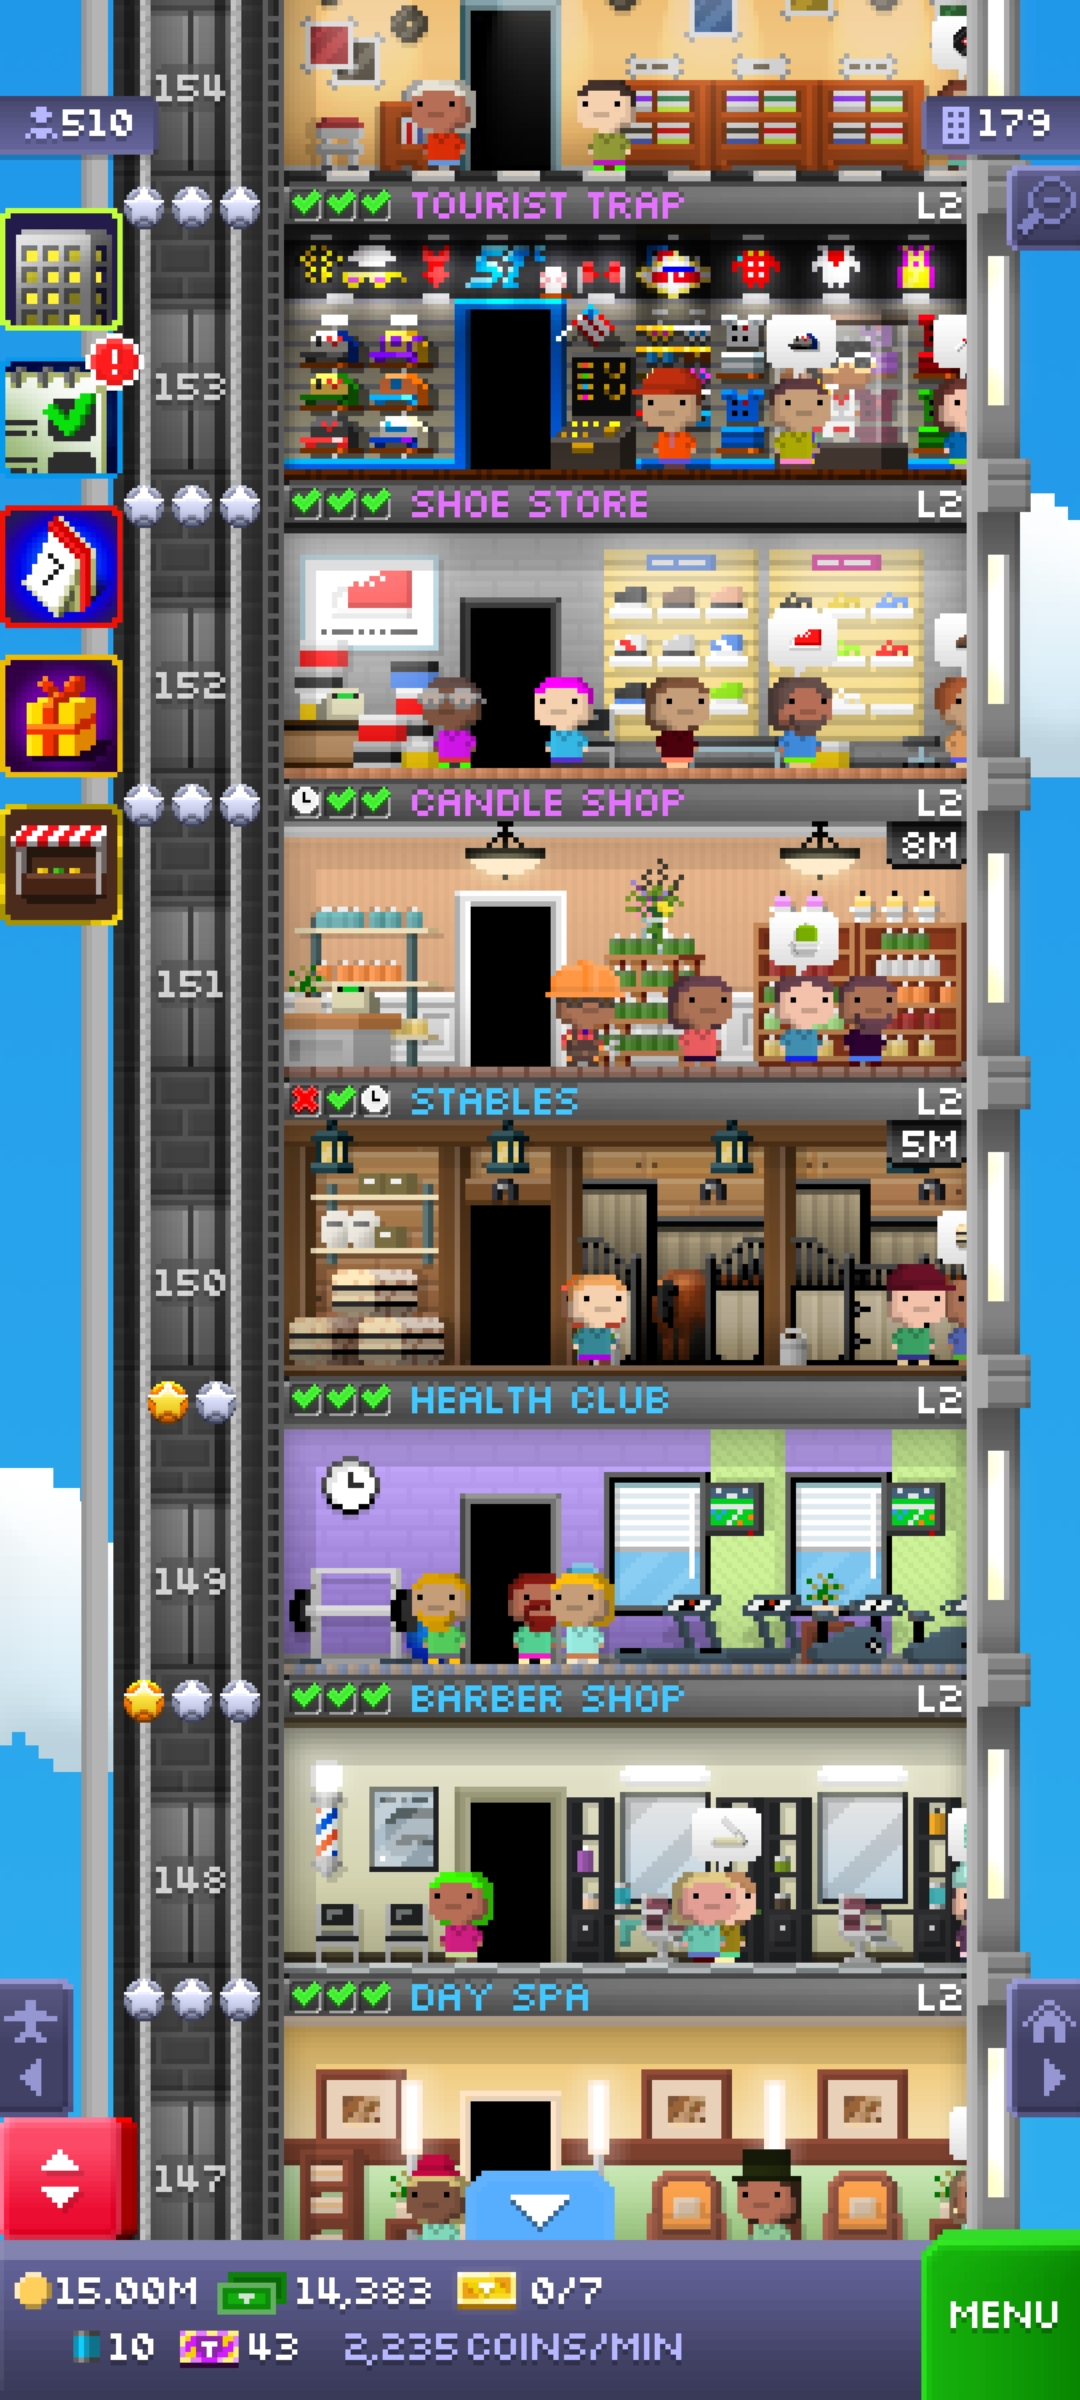 154
510
179
TOURIST TRAP L2
153
SHOE STORE L2
152
CANDLE SHOP L2
8M
151
STABLES L2
5M
150
HEALTH CLUB L2
149
BARBER SHOP L2
148
DAY SPA L2
147
15.00M 14,383 0/7
MENU
10 43 2,235 COINS/MIN